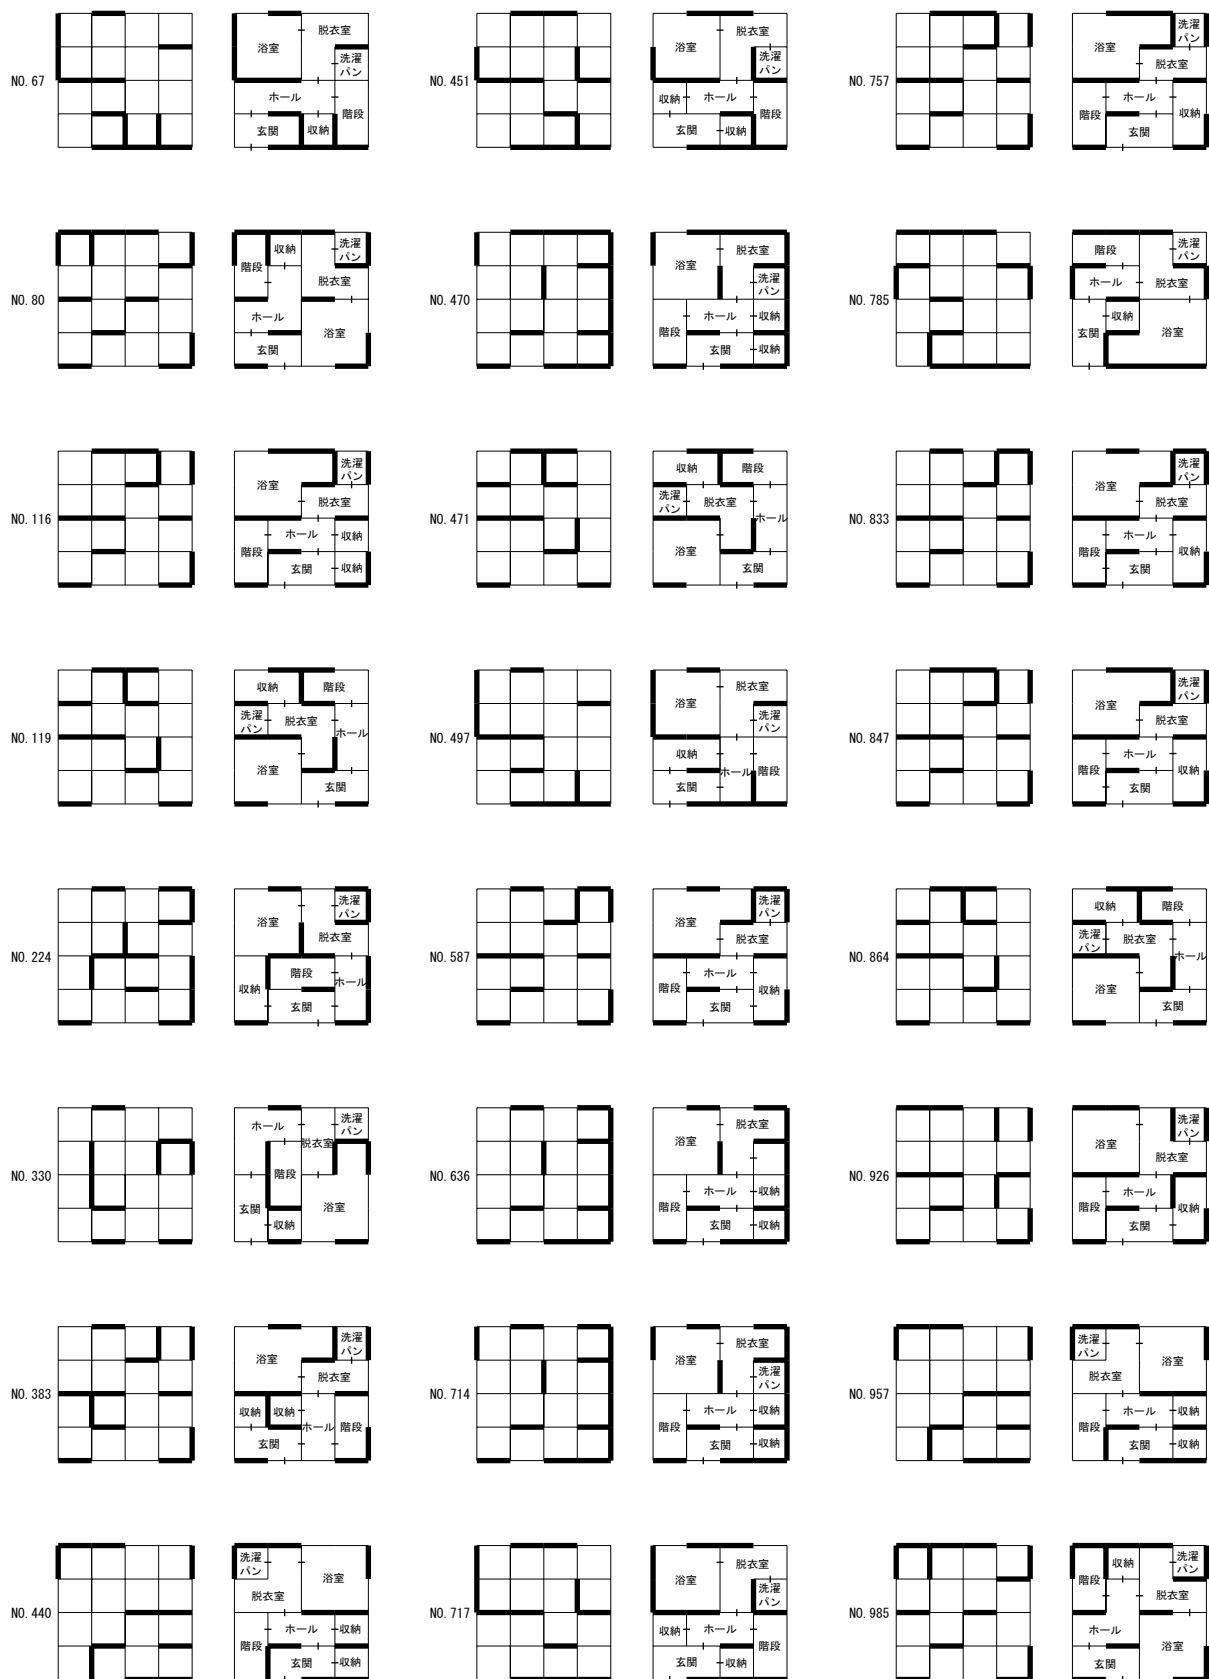 NO. 67
浴室
脱衣室
洗濯
パン
ホール
階段
玄関
収納
NO. 451
浴室
脱衣室
洗濯
パン
収納
ホール
階段
玄関
収納
NO. 757
浴室
洗濯
パン
脱衣室
階段
ホール
収納
玄関
NO. 80
階段
収納
洗濯
パン
脱衣室
ホール
浴室
玄関
NO. 470
浴室
脱衣室
洗濯
パン
階段
ホール
収納
玄関
収納
NO. 785
階段
洗濯
パン
ホール
脱衣室
玄関
収納
浴室
NO. 116
浴室
洗濯
パン
脱衣室
階段
ホール
収納
玄関
収納
NO. 471
収納
階段
洗濯
パン
脱衣室
ホール
浴室
玄関
NO. 833
浴室
洗濯
パン
脱衣室
階段
ホール
収納
玄関
NO. 119
収納
階段
洗濯
パン
脱衣室
ホール
浴室
玄関
NO. 497
浴室
脱衣室
洗濯
パン
収納
ホール
階段
玄関
NO. 847
浴室
洗濯
パン
脱衣室
階段
ホール
収納
玄関
NO. 224
浴室
洗濯
パン
脱衣室
収納
階段
ホール
玄関
NO. 587
浴室
洗濯
パン
脱衣室
階段
ホール
収納
玄関
NO. 864
収納
階段
洗濯
パン
脱衣室
ホール
浴室
玄関
NO. 330
ホール
洗濯
パン
脱衣室
階段
玄関
収納
浴室
NO. 636
浴室
脱衣室
階段
ホール
収納
玄関
収納
NO. 926
浴室
洗濯
パン
脱衣室
階段
ホール
収納
玄関
NO. 383
浴室
洗濯
パン
脱衣室
収納
収納
ホール
階段
玄関
NO. 714
浴室
脱衣室
洗濯
パン
階段
ホール
収納
玄関
収納
NO. 957
洗濯
パン
浴室
脱衣室
階段
ホール
収納
玄関
収納
NO. 440
洗濯
パン
浴室
脱衣室
階段
ホール
収納
玄関
収納
NO. 717
浴室
脱衣室
洗濯
パン
収納
ホール
階段
玄関
収納
NO. 985
階段
収納
洗濯
パン
脱衣室
ホール
浴室
玄関